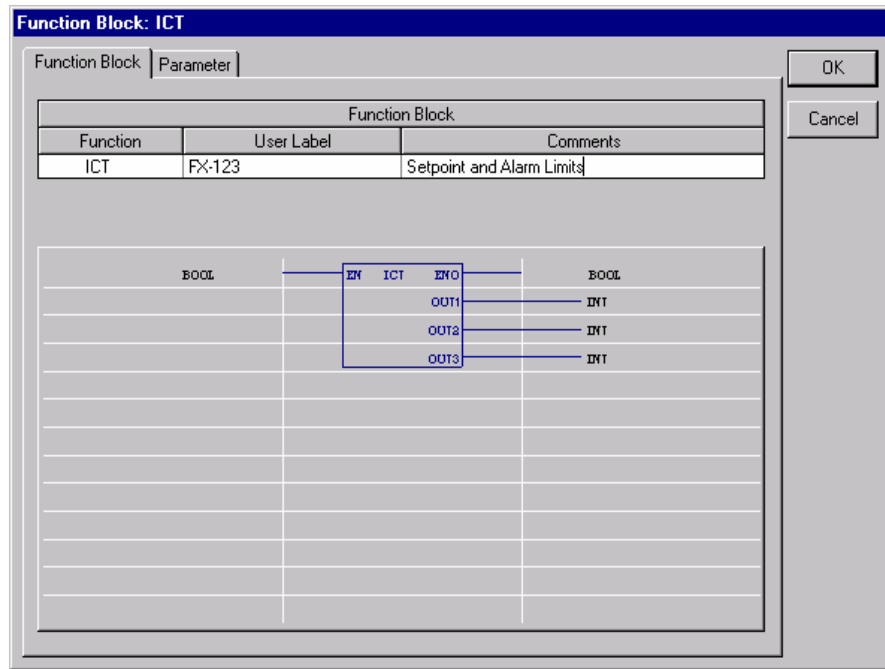 Function Block: ICT
Function Block Parameter
OK
Function Block
Cancel
Function User Label Comments
ICT FX-123 Setpoint and Alarm Limits
BOOL EN ICT ENO BOOL
OUT1 INT
OUT2 INT
OUT3 INT